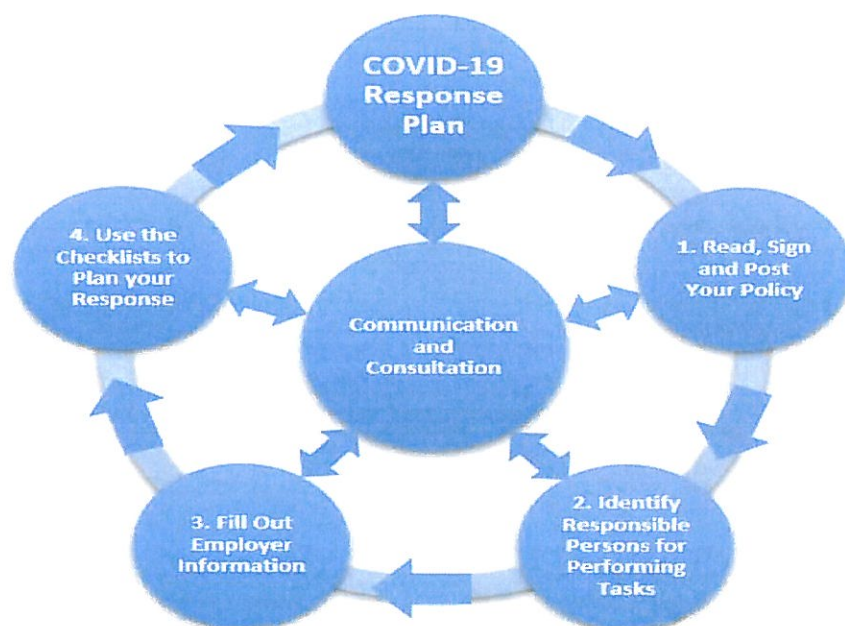 COVID-19
Response
Plan
1. Read, Sign
and Post
Your Policy
2. Identify
Responsible
Persons for
Performing
Tasks
3. Fill Out
Employer
Information
4. Use the
Checklists to
Plan your
Response
Communication
and
Consultation